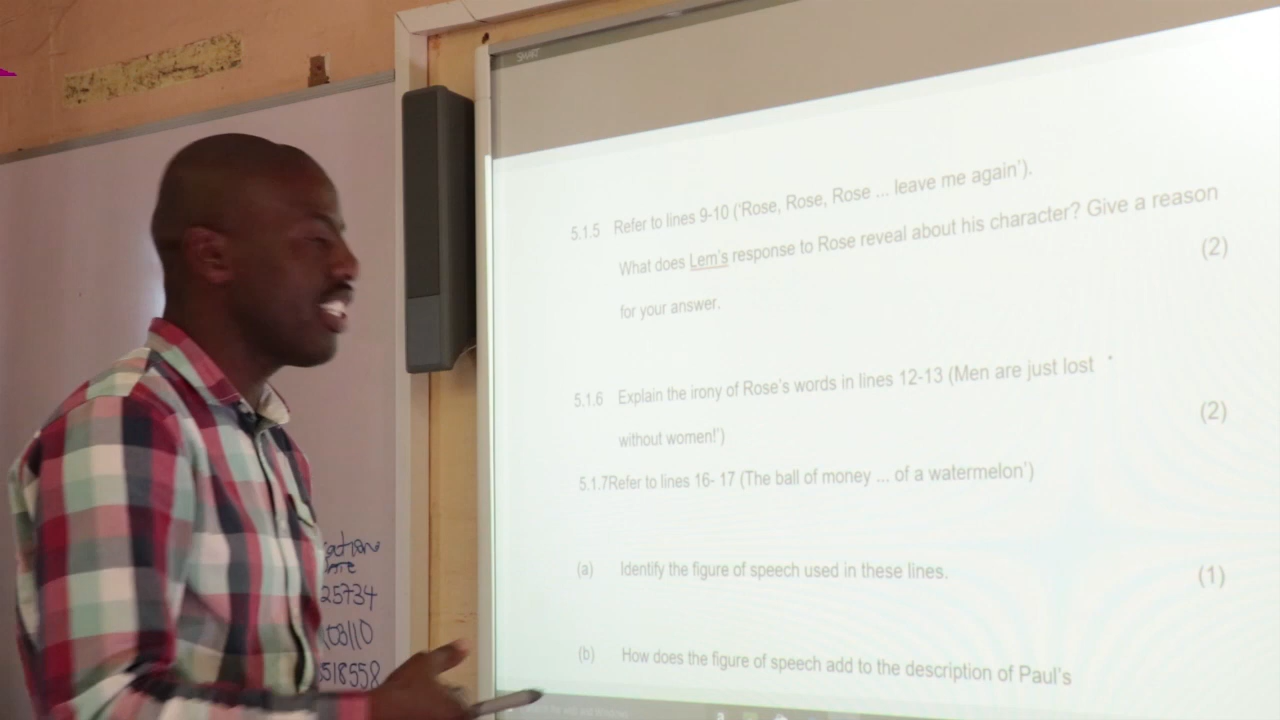 SMART
5.1.5 Refer to lines 9-10 (‘Rose, Rose, Rose ... leave me again’).
What does Lem’s response to Rose reveal about his character? Give a reason
(2)
for your answer.
5.1.6 Explain the irony of Rose’s words in lines 12-13 (Men are just lost
(2)
without women!’)
5.1.7Refer to lines 16- 17 (The ball of money ... of a watermelon’)
(a) Identify the figure of speech used in these lines. (1)
(b) How does the figure of speech add to the description of Paul’s
25734
518558